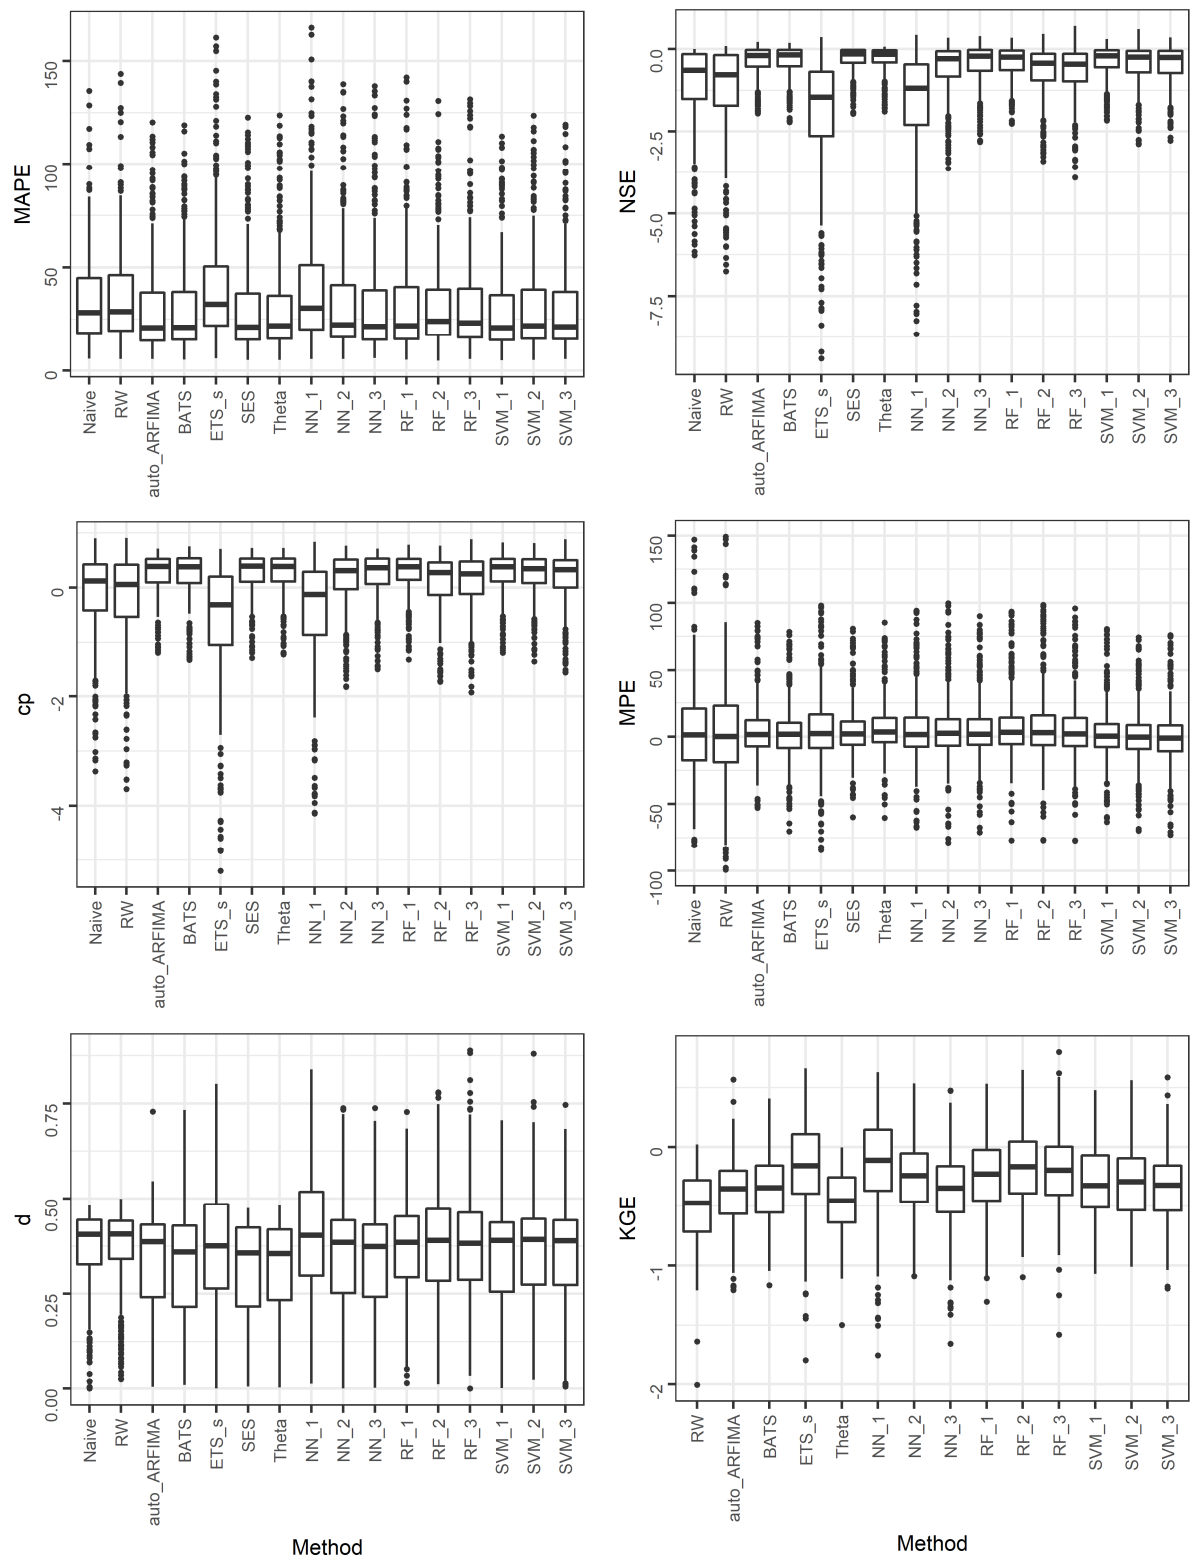 MAPE
150
100
50
0
Naive
RW
auto_ARFIMA
BATS
ETS_s
SES
Theta
NN_1
NN_2
NN_3
RF_1
RF_2
RF_3
SVM_1
SVM_2
SVM_3
NSE
0.0
-2.5
-5.0
-7.5
Naive
RW
auto_ARFIMA
BATS
ETS_s
SES
Theta
NN_1
NN_2
NN_3
RF_1
RF_2
RF_3
SVM_1
SVM_2
SVM_3
cp
0
-2
-4
Naive
RW
auto_ARFIMA
BATS
ETS_s
SES
Theta
NN_1
NN_2
NN_3
RF_1
RF_2
RF_3
SVM_1
SVM_2
SVM_3
MPE
150
100
50
0
-50
-100
Naive
RW
auto_ARFIMA
BATS
ETS_s
SES
Theta
NN_1
NN_2
NN_3
RF_1
RF_2
RF_3
SVM_1
SVM_2
SVM_3
d
0.75
0.50
0.25
0.00
Naive
RW
auto_ARFIMA
BATS
ETS_s
SES
Theta
NN_1
NN_2
NN_3
RF_1
RF_2
RF_3
SVM_1
SVM_2
SVM_3
Method
KGE
0
-1
-2
RW
auto_ARFIMA
BATS
ETS_s
Theta
NN_1
NN_2
NN_3
RF_1
RF_2
RF_3
SVM_1
SVM_2
SVM_3
Method